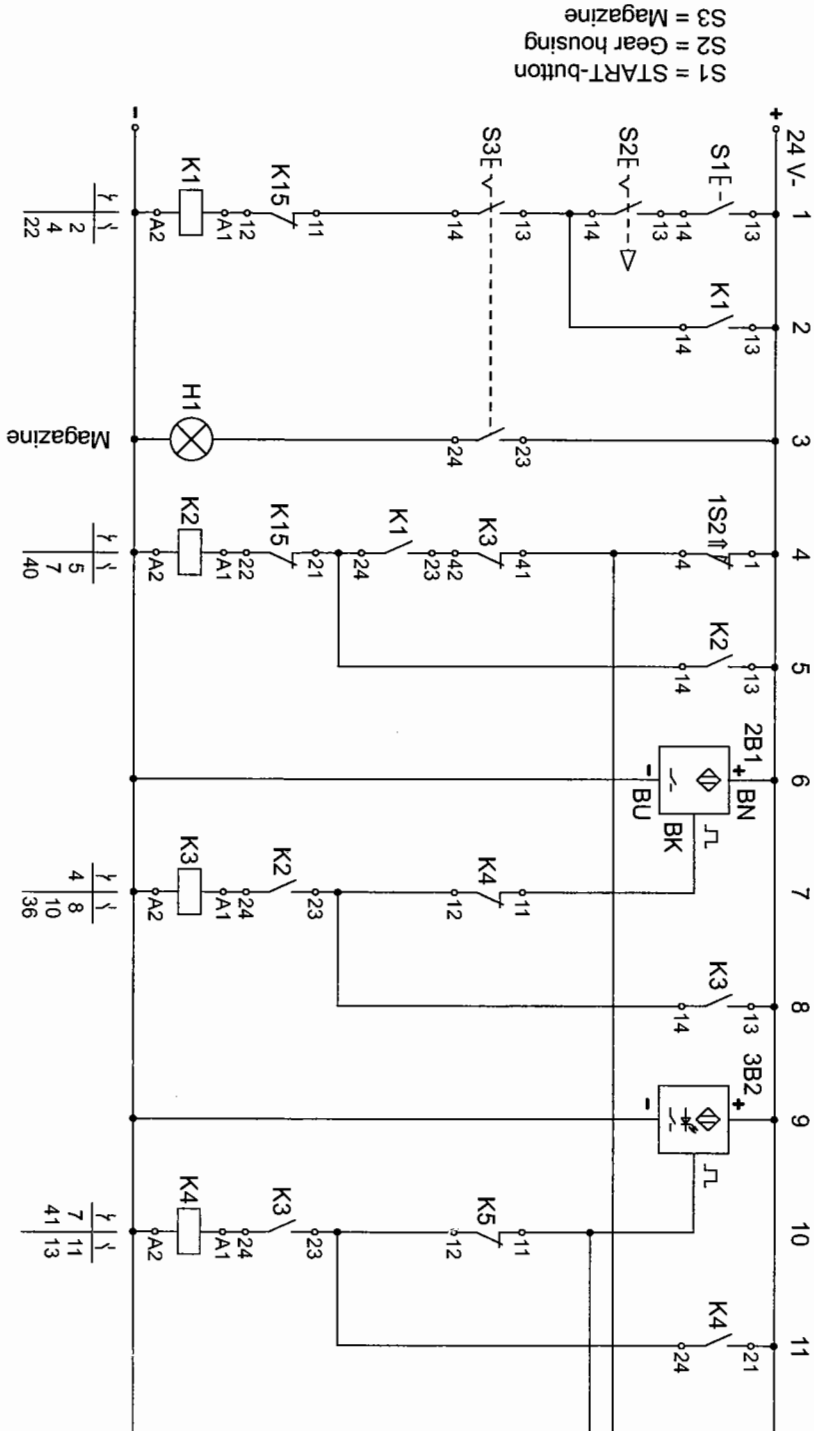 24 V-
1 2 3 4 5 6 7 8 9 10 11
+
S1
13
14
K1
13
14
1S2
1
4
K2
13
14
2B1
+
BN
BK
-
BU
K3
13
14
3B2
+
-
K4
21
24
S2
13
14
K3
41
42
K4
11
12
K5
11
12
S3
13
14
23
24
K1
23
24
K15
11
12
K15
21
22
K2
23
24
K3
23
24
K1
A1
A2
H1
K2
A1
A2
K3
A1
A2
K4
A1
A2
-
2
4
22
Magazine
5
7
40
4 8
10
36
7 11
41 13
S1 = START-button
S2 = Gear housing
S3 = Magazine